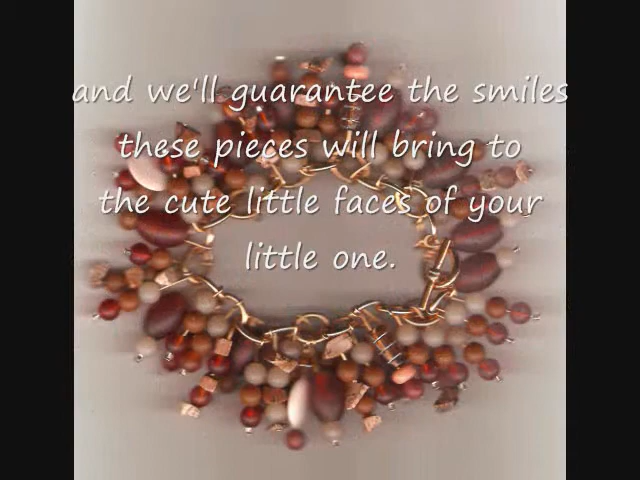 and we'll guarantee the smiles
these pieces will bring to
the cute little faces of your
little one.